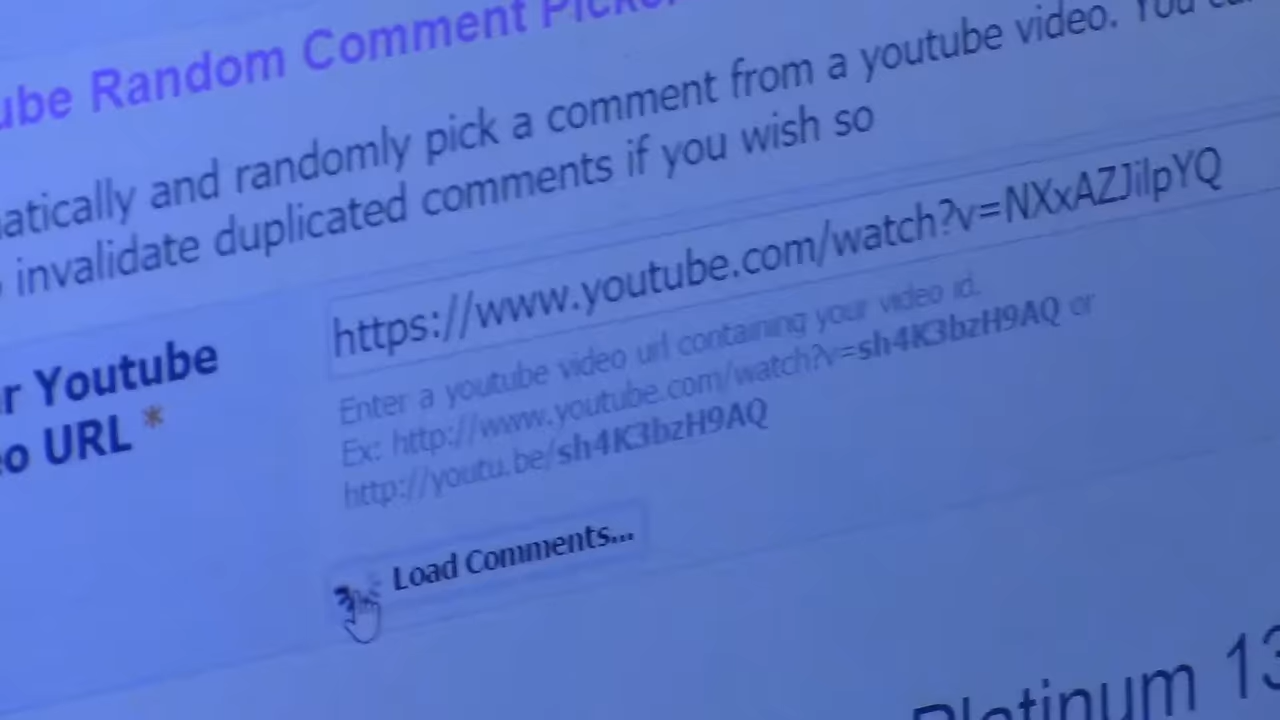 ube Random Comment Picker
atically and randomly pick a comment from a youtube video. You
invalidate duplicated comments if you wish so
r Youtube
o URL *
https://www.youtube.com/watch?v=NXxAZJilpYQ
Enter a youtube video url containing your video id.
Ex: http://www.youtube.com/watch?v=sh4K3bzH9AQ or
http://youtu.be/sh4K3bzH9AQ
Load Comments...
Platinum 13